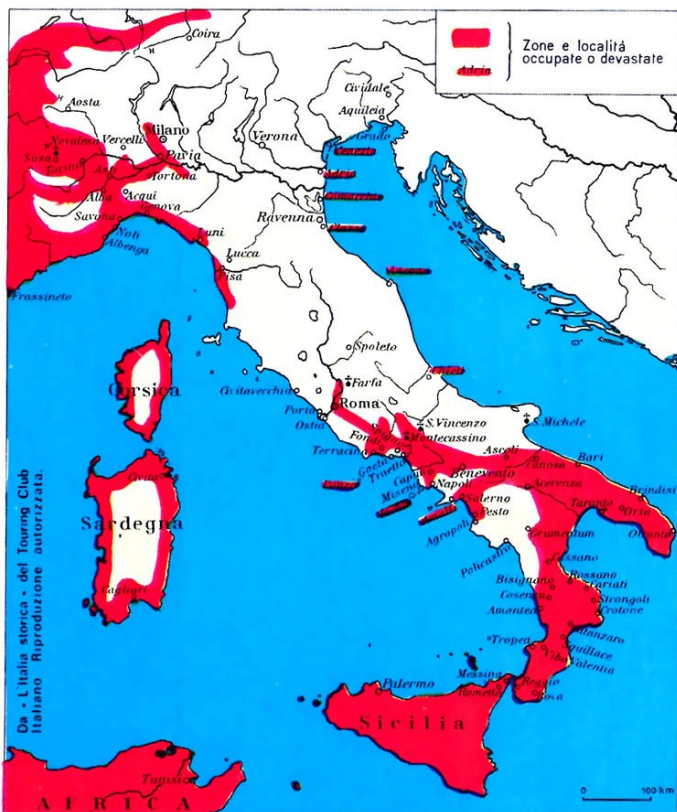 Zone e località
occupate o devastate
Adria
Coira
Aosta
Cividale
Aquileia
Grado
Milano
Vercelli
Novalesa
Susa
Torino
Pavia
Verona
Asti
Tortona
Adria
Alba
Acqui
Genova
Savona
Noli
Albenga
Ravenna
Luni
Lucca
Pisa
Frassineto
Spoleto
Farfa
Corsica
Civitavecchia
Roma
Porto
Ostia
Chieti
S. Vincenzo
Montecassino
S. Michele
Fondi
Terracina
Gaeta
Traetto
Ascoli
Canosa
Bari
Capua
Benevento
Napoli
Miseno
Acerenza
Salerno
Pesto
Agropoli
Brindisi
Taranto
Oria
Otranto
Civita
Sardegna
Cagliari
Policastro
Grumentum
Cassano
Bisignano
Rossano
Cariati
Cosenza
Strongoli
Crotone
Amantea
Catanzaro
Squillace
Tropea
Vibo
Valentia
Messina
Rometta
Reggio
Bova
Palermo
Sicilia
Tunisi
AFRICA
0 100 km
Da « L'Italia storica » del Touring Club
Italiano Riproduzione autorizzata.